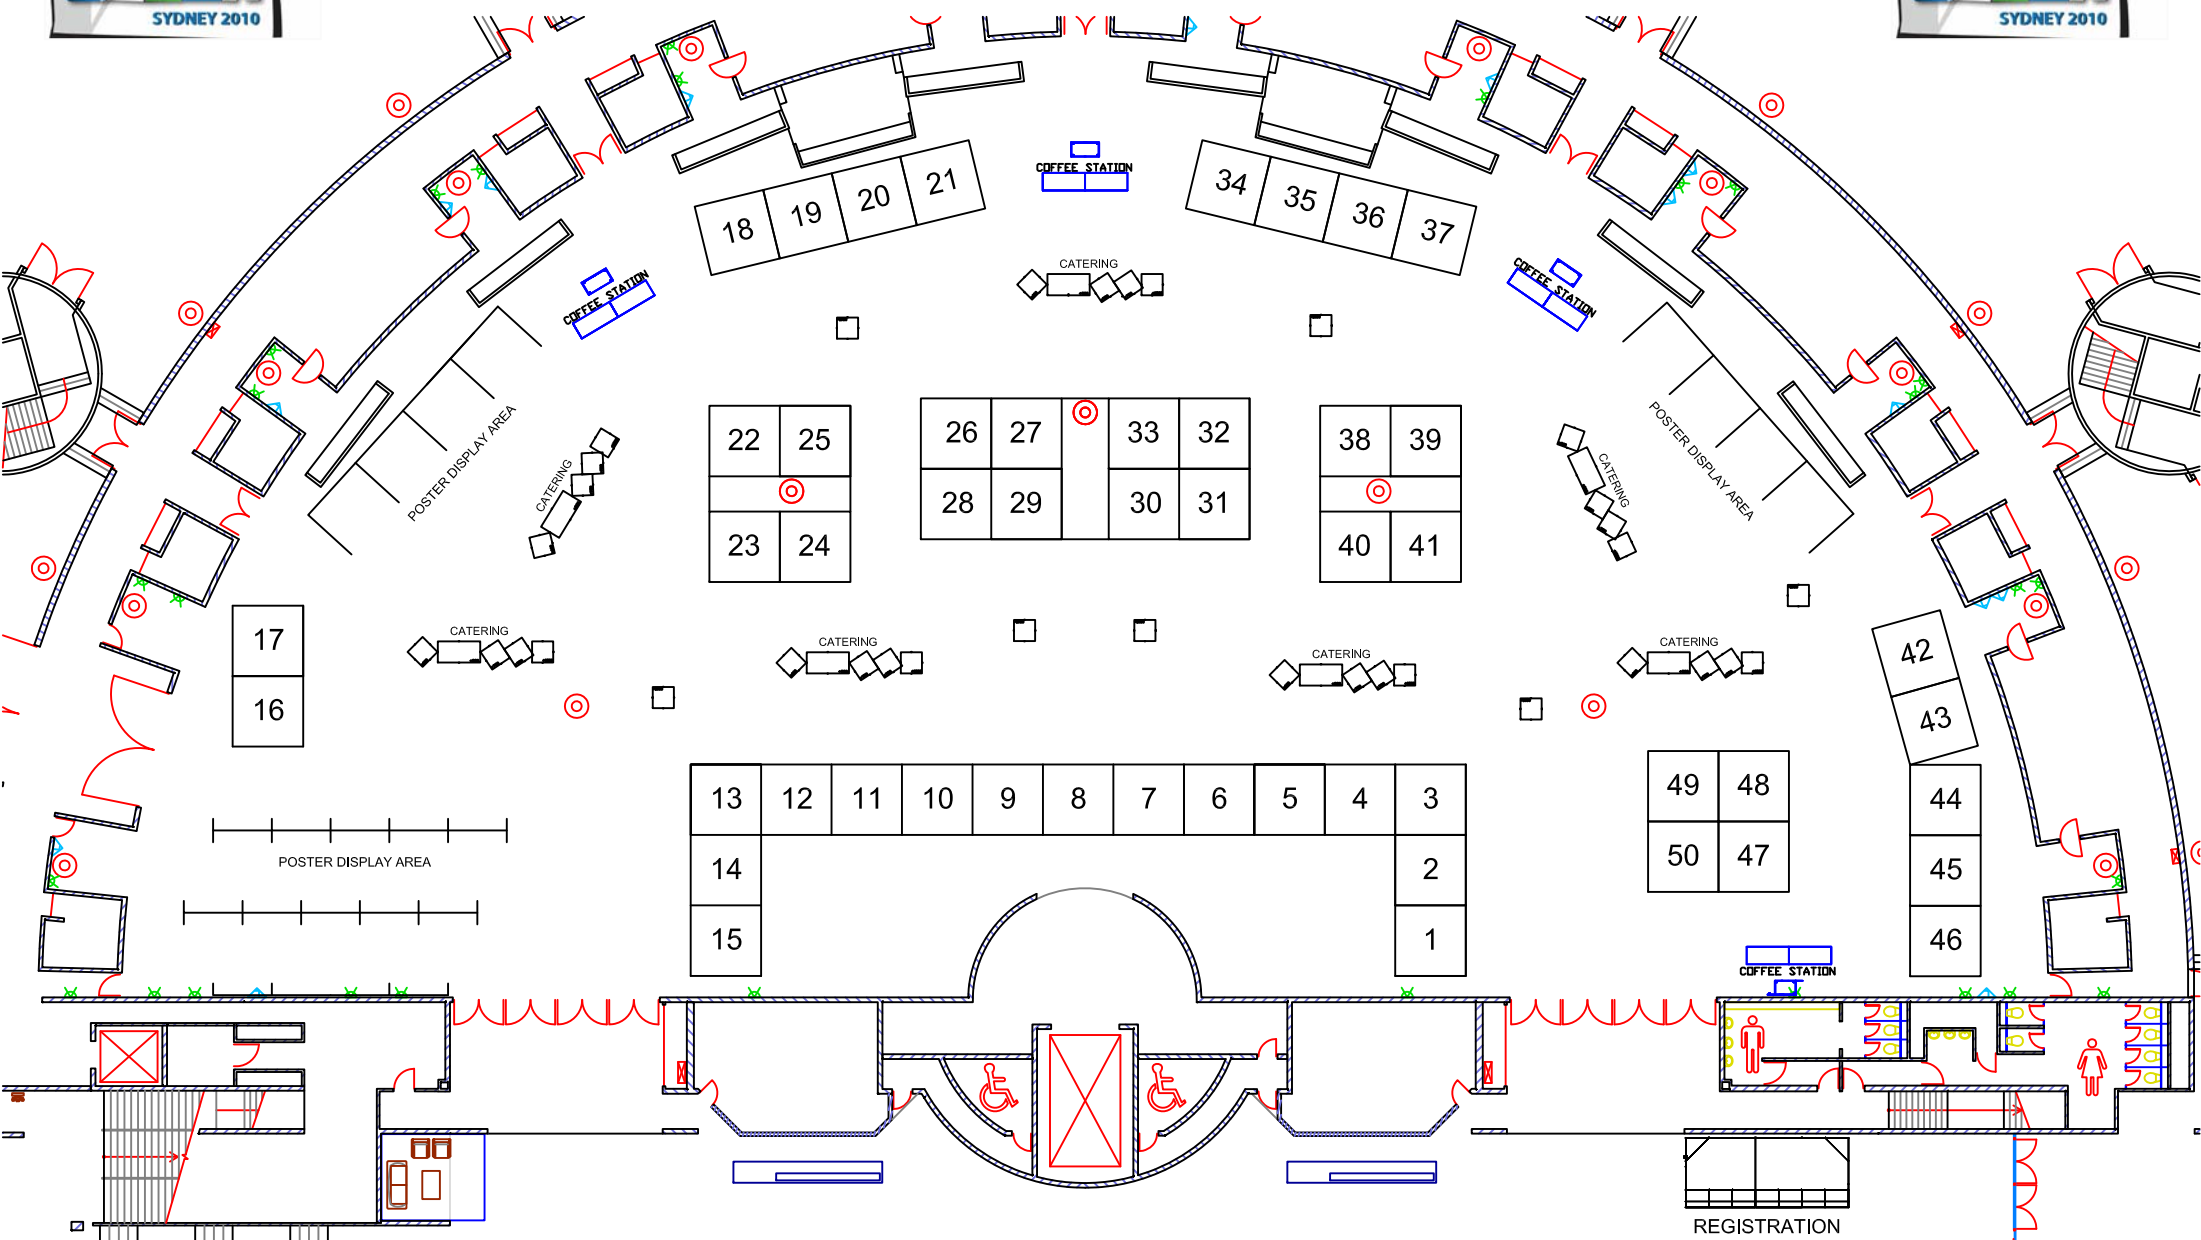 SYDNEY 2010
SYDNEY 2010
COFFEE STATION
18 19 20 21
34 35 36 37
CATERING
COFFEE STATION
COFFEE STATION
POSTER DISPLAY AREA
CATERING
22 25
23 24
26 27
28 29
33 32
30 31
38 39
40 41
CATERING
POSTER DISPLAY AREA
17
16
CATERING
CATERING
CATERING
CATERING
42
43
13 12 11 10 9 8 7 6 5 4 3
14
15
2
1
49 48
50 47
44
45
46
POSTER DISPLAY AREA
COFFEE STATION
REGISTRATION